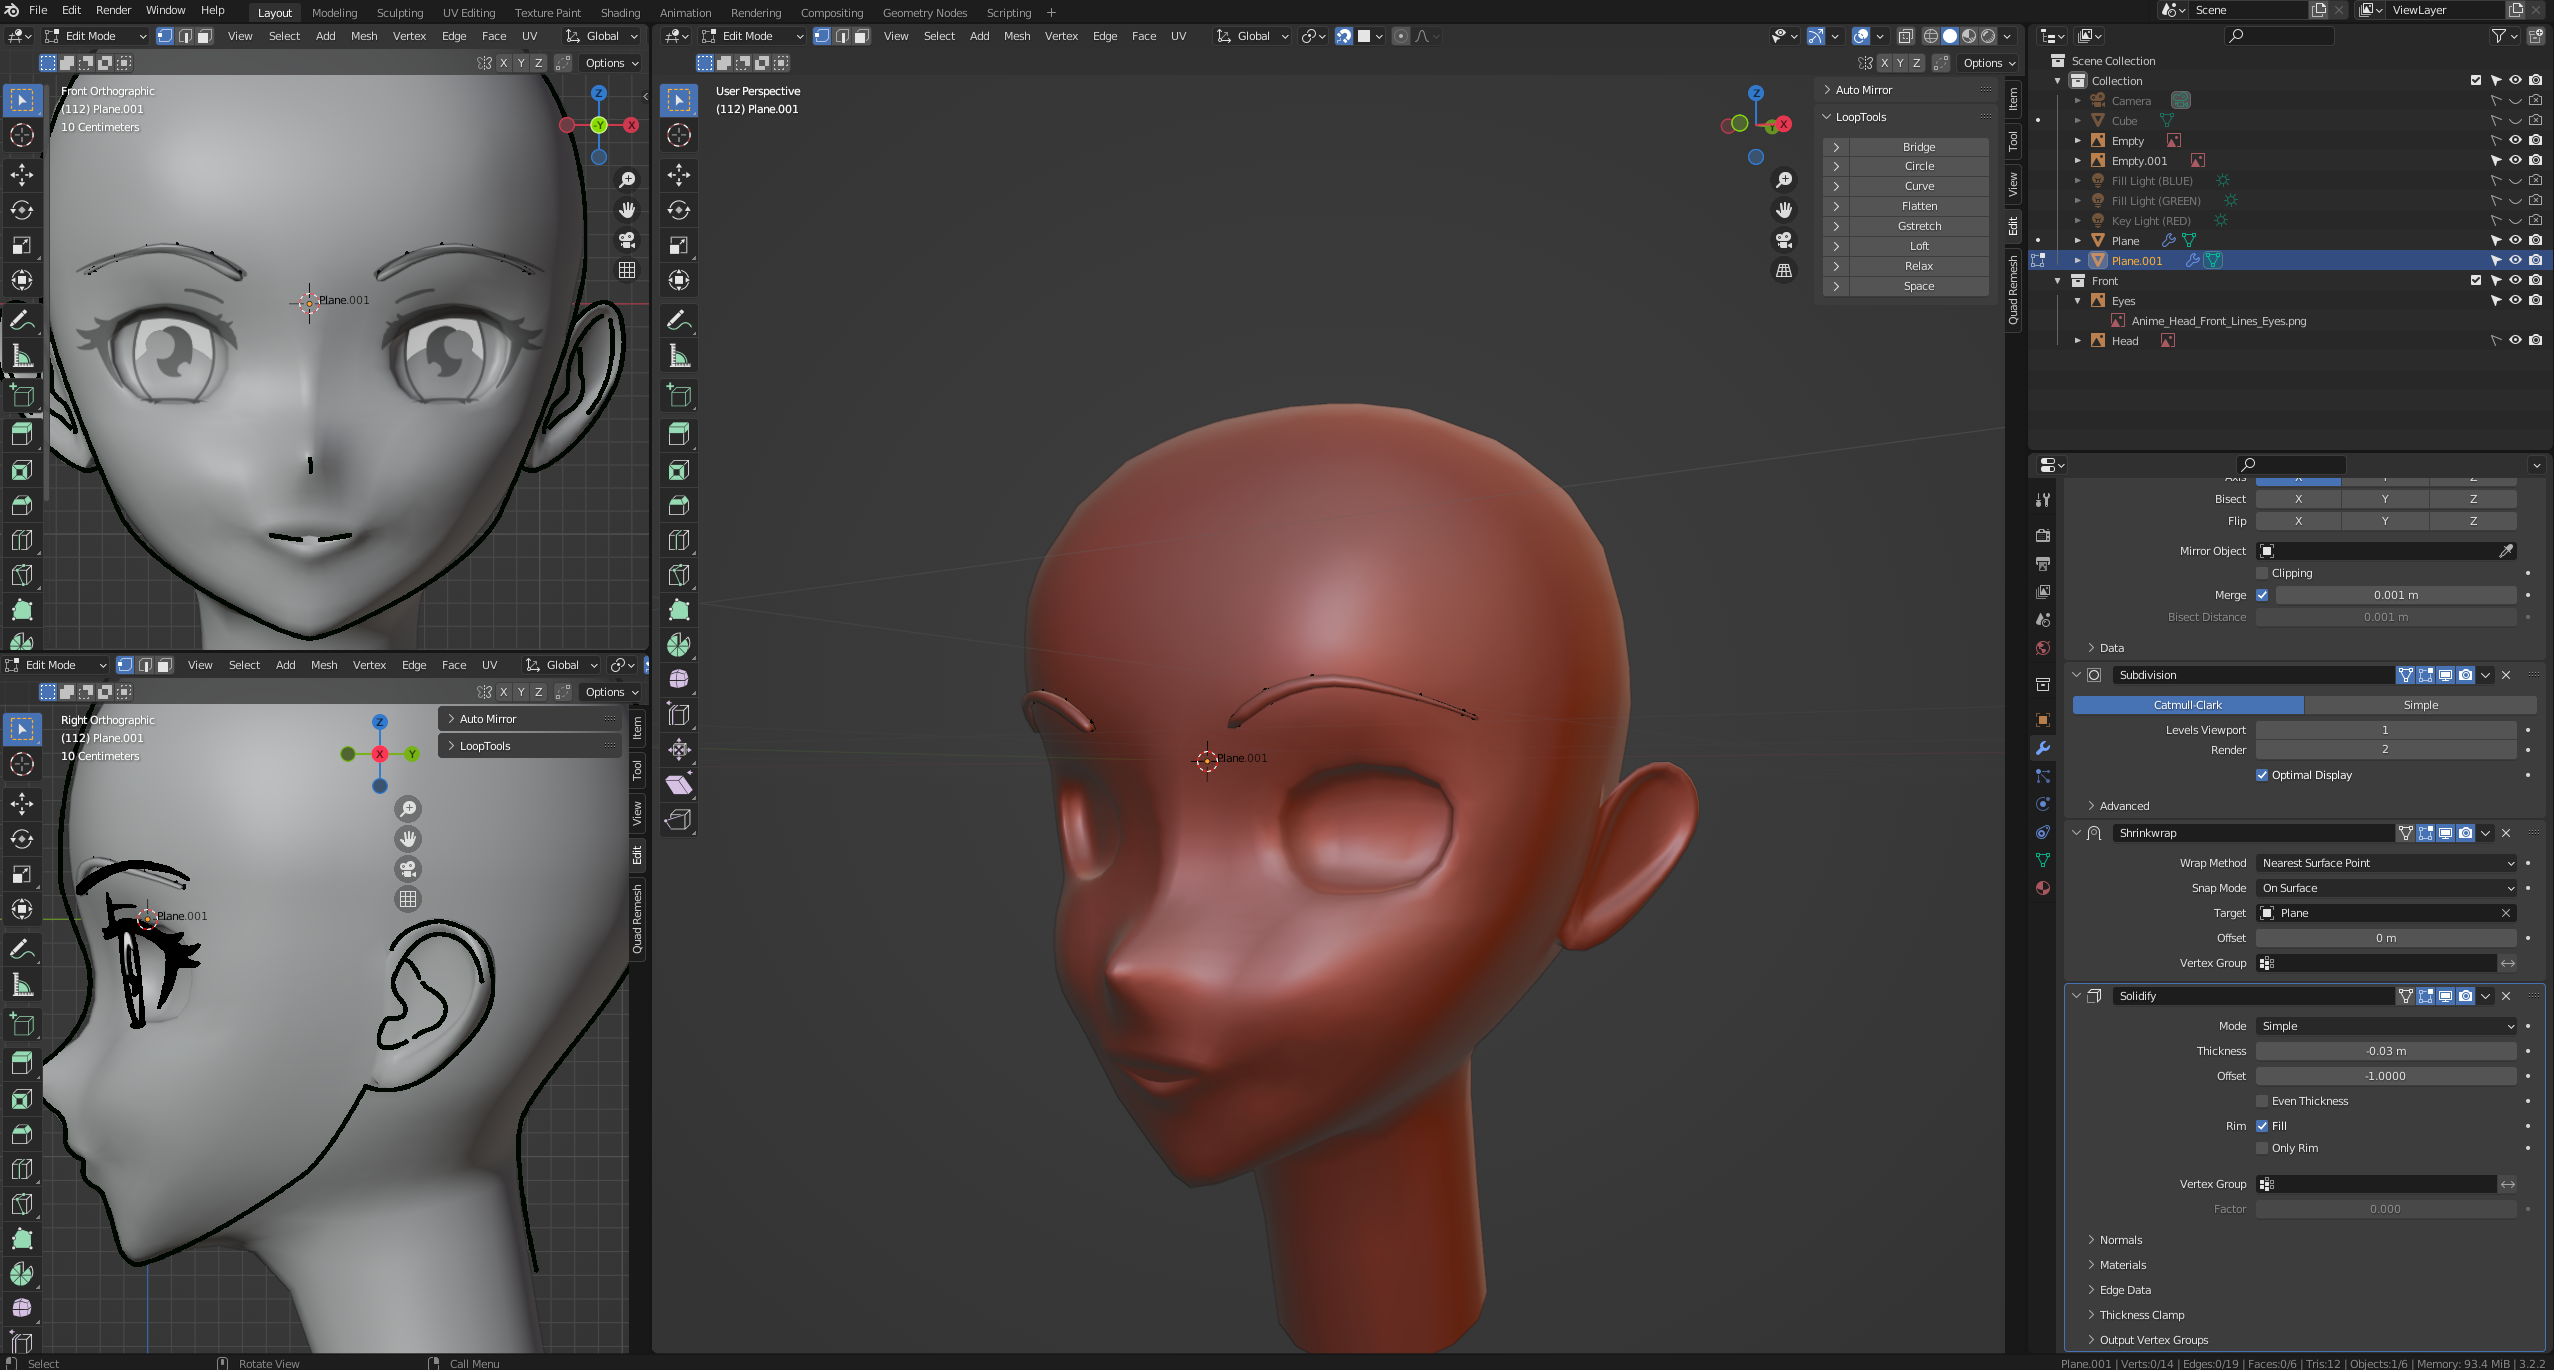 File Edit Render Window Help Layout Modeling Sculpting UV Editing Texture Paint Shading Animation Rendering Compositing Geometry Nodes Scripting + Scene ViewLayer
Edit Mode View Select Add Mesh Vertex Edge Face UV Global
X Y Z Options
Front Orthographic
(112) Plane.001
10 Centimeters
Z
Y
X
Plane.001
Edit Mode View Select Add Mesh Vertex Edge Face UV Global
X Y Z Options
Right Orthographic
(112) Plane.001
10 Centimeters
Z
X
Y
Auto Mirror
LoopTools
Item
Tool
View
Edit
Quad Remesh
Plane.001
Edit Mode View Select Add Mesh Vertex Edge Face UV Global
X Y Z Options
User Perspective
(112) Plane.001
Z
Y
X
Auto Mirror
LoopTools
Bridge
Circle
Curve
Flatten
Gstretch
Loft
Relax
Space
Item
Tool
View
Edit
Quad Remesh
Plane.001
Scene Collection
Collection
Camera
Cube
Empty
Empty.001
Fill Light (BLUE)
Fill Light (GREEN)
Key Light (RED)
Plane
Plane.001
Front
Eyes
Anime_Head_Front_Lines_Eyes.png
Head
Axis X Y Z
Bisect X Y Z
Flip X Y Z
Mirror Object
Clipping
Merge 0.001 m
Bisect Distance 0.001 m
Data
Subdivision
Catmull-Clark Simple
Levels Viewport 1
Render 2
Optimal Display
Advanced
Shrinkwrap
Wrap Method Nearest Surface Point
Snap Mode On Surface
Target Plane
Offset 0 m
Vertex Group
Solidify
Mode Simple
Thickness -0.03 m
Offset -1.0000
Even Thickness
Rim Fill
Only Rim
Vertex Group
Factor 0.000
Normals
Materials
Edge Data
Thickness Clamp
Output Vertex Groups
Select Rotate View Call Menu Plane.001 | Verts:0/14 | Edges:0/19 | Faces:0/6 | Tris:12 | Objects:1/6 | Memory: 93.4 MiB | 3.2.2